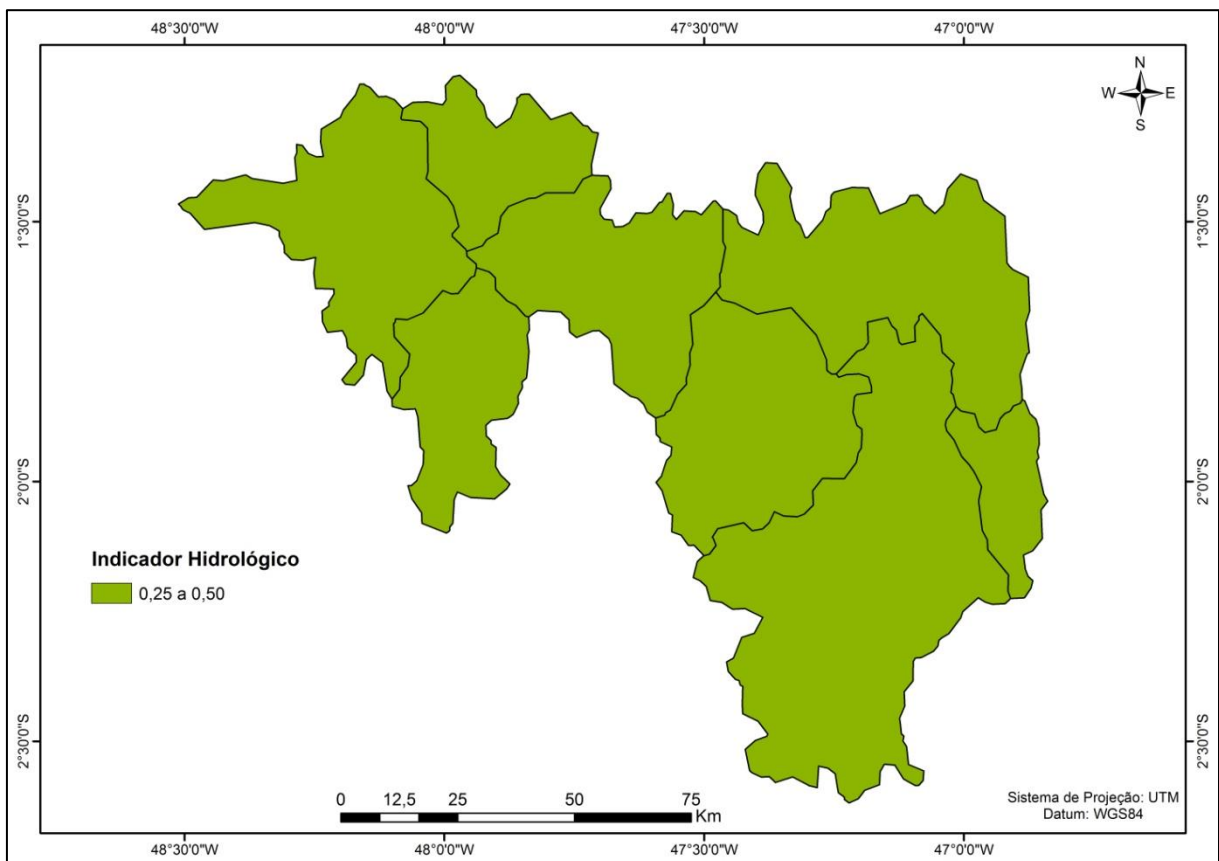 48°30'0"W 48°0'0"W 47°30'0"W 47°0'0"W
N
W E
S
1°30'0"S 1°30'0"S
2°0'0"S 2°0'0"S
Indicador Hidrológico
0,25 a 0,50
2°30'0"S 2°30'0"S
0 12,5 25 50 75
Km
Sistema de Projeção: UTM
Datum: WGS84
48°30'0"W 48°0'0"W 47°30'0"W 47°0'0"W